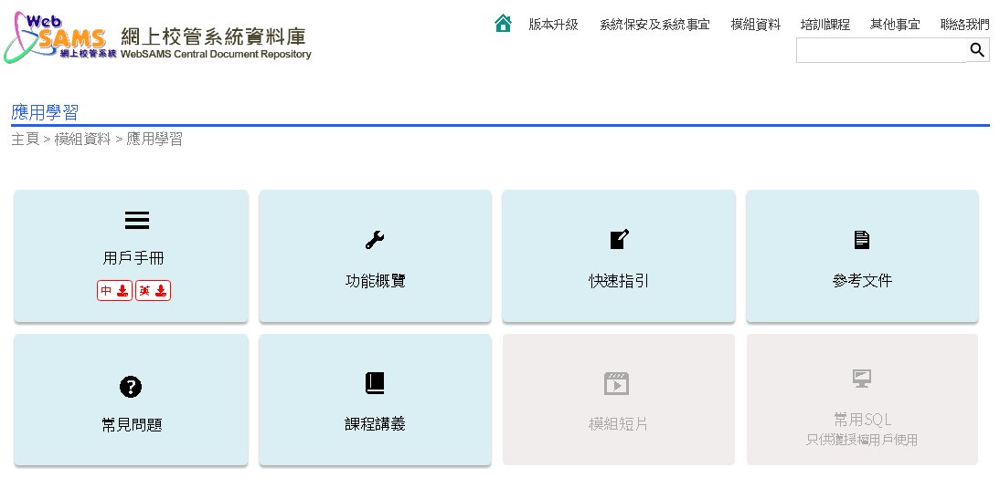 Web
SAMS
網上校管系統
網上校管系統資料庫
WebSAMS Central Document Repository
版本升級 系統保安及系統事宜 模組資料 培訓課程 其他事宜 聯絡我們
應用學習
主頁 > 模組資料 > 應用學習
用戶手冊
中 英
功能概覽
快速指引
參考文件
常見問題
課程講義
模組短片
常用SQL
只供獲授權用戶使用